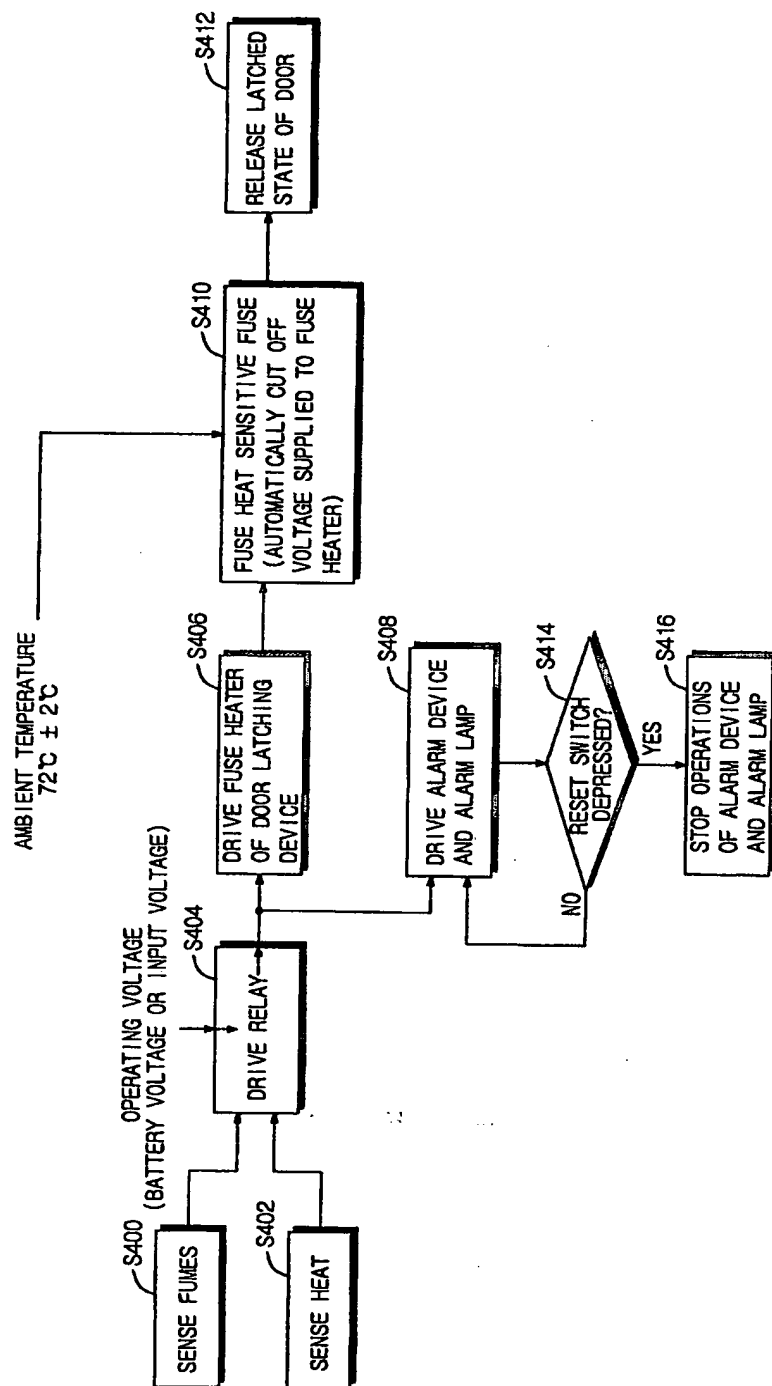 S400
SENSE FUMES
S402
SENSE HEAT
OPERATING VOLTAGE
(BATTERY VOLTAGE OR INPUT VOLTAGE)
S404
DRIVE RELAY
AMBIENT TEMPERATURE
72℃ ± 2℃
S406
DRIVE FUSE HEATER
OF DOOR LATCHING
DEVICE
S408
DRIVE ALARM DEVICE
AND ALARM LAMP
S414
RESET SWITCH
DEPRESSED?
NO
YES
S416
STOP OPERATIONS
OF ALARM DEVICE
AND ALARM LAMP
S410
FUSE HEAT SENSITIVE FUSE
(AUTOMATICALLY CUT OFF
VOLTAGE SUPPLIED TO FUSE
HEATER)
S412
RELEASE LATCHED
STATE OF DOOR